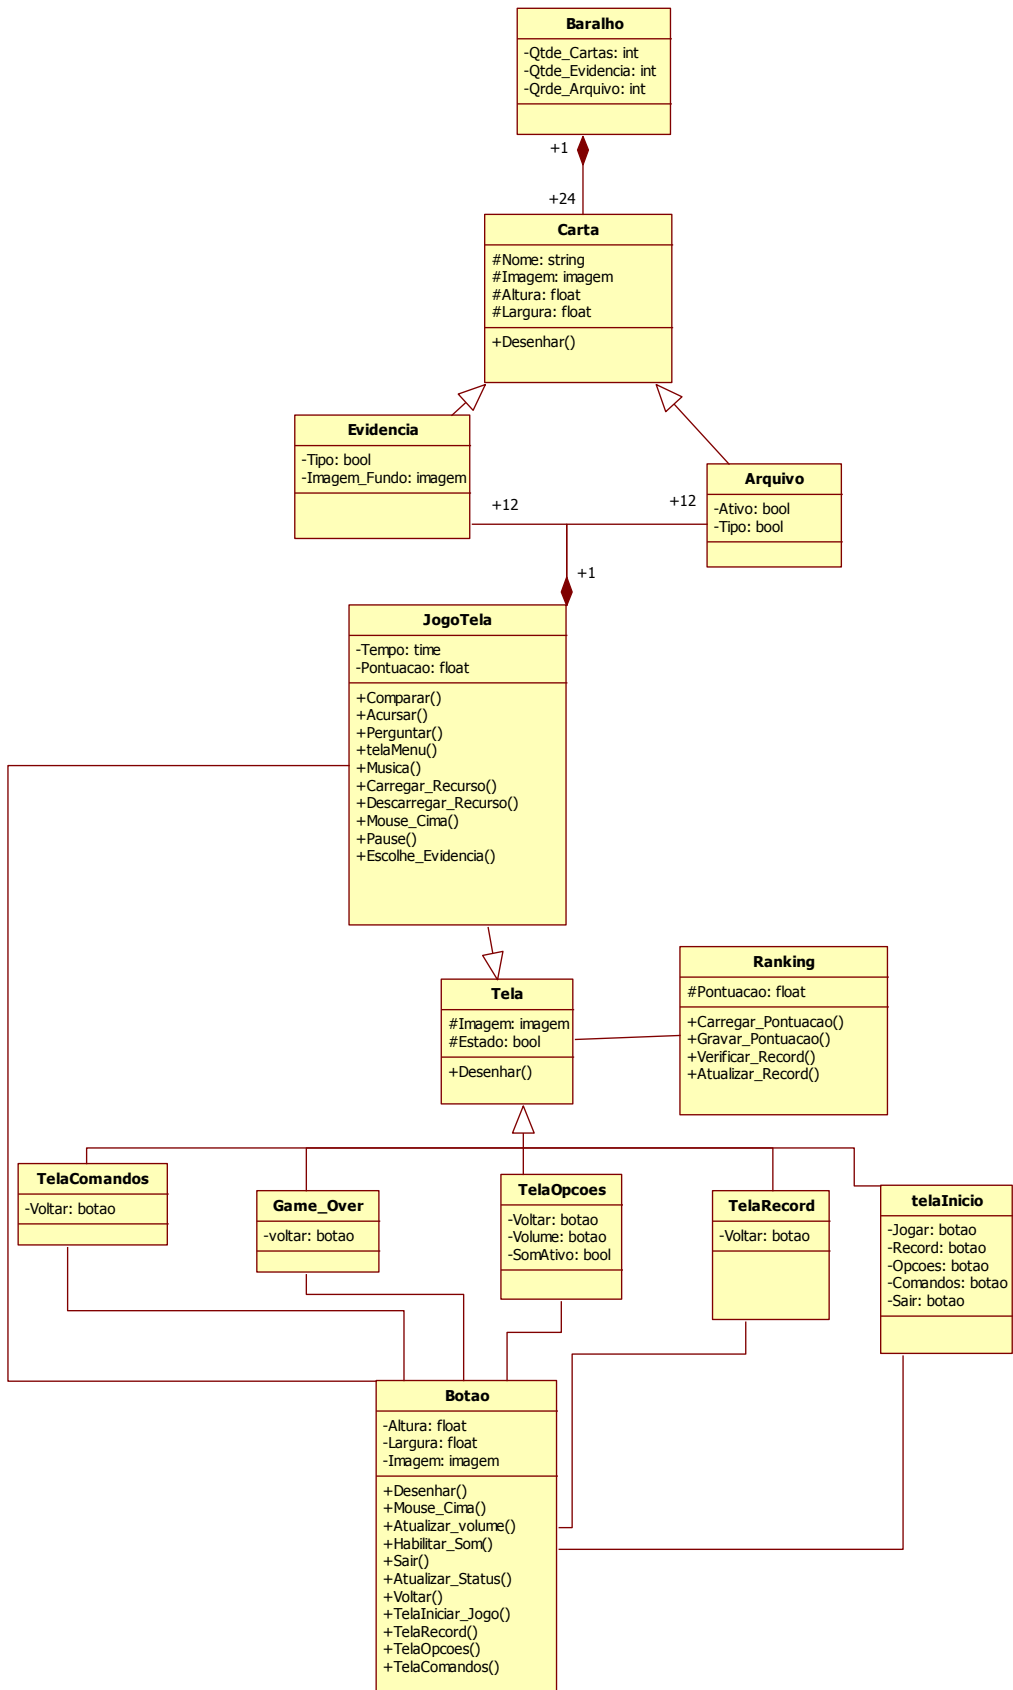 Baralho
-Qtde_Cartas: int
-Qtde_Evidencia: int
-Qrde_Arquivo: int
+1
+24
Carta
#Nome: string
#Imagem: imagem
#Altura: float
#Largura: float
+Desenhar()
Evidencia
-Tipo: bool
-Imagem_Fundo: imagem
Arquivo
-Ativo: bool
-Tipo: bool
+12
+12
+1
JogoTela
-Tempo: time
-Pontuacao: float
+Comparar()
+Acursar()
+Perguntar()
+telaMenu()
+Musica()
+Carregar_Recurso()
+Descarregar_Recurso()
+Mouse_Cima()
+Pause()
+Escolhe_Evidencia()
Tela
#Imagem: imagem
#Estado: bool
+Desenhar()
Ranking
#Pontuacao: float
+Carregar_Pontuacao()
+Gravar_Pontuacao()
+Verificar_Record()
+Atualizar_Record()
TelaComandos
-Voltar: botao
Game_Over
-voltar: botao
TelaOpcoes
-Voltar: botao
-Volume: botao
-SomAtivo: bool
TelaRecord
-Voltar: botao
telaInicio
-Jogar: botao
-Record: botao
-Opcoes: botao
-Comandos: botao
-Sair: botao
Botao
-Altura: float
-Largura: float
-Imagem: imagem
+Desenhar()
+Mouse_Cima()
+Atualizar_volume()
+Habilitar_Som()
+Sair()
+Atualizar_Status()
+Voltar()
+TelaIniciar_Jogo()
+TelaRecord()
+TelaOpcoes()
+TelaComandos()